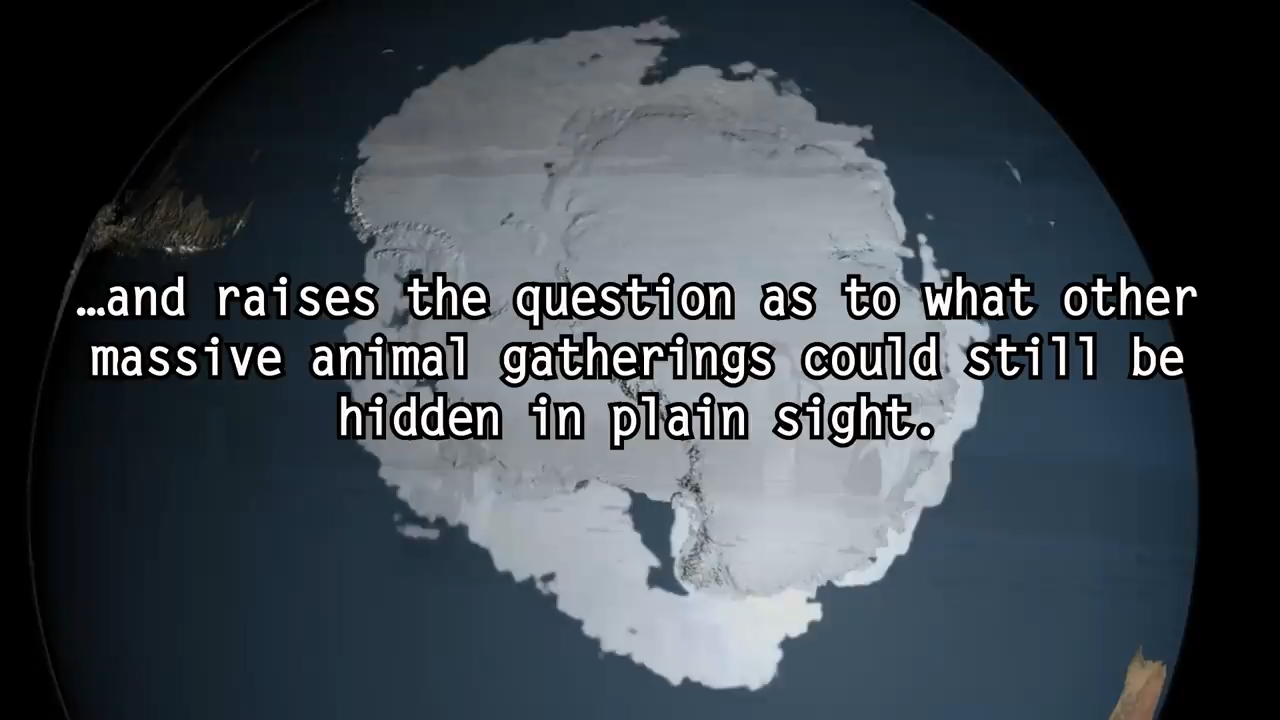 …and raises the question as to what other
massive animal gatherings could still be
hidden in plain sight.